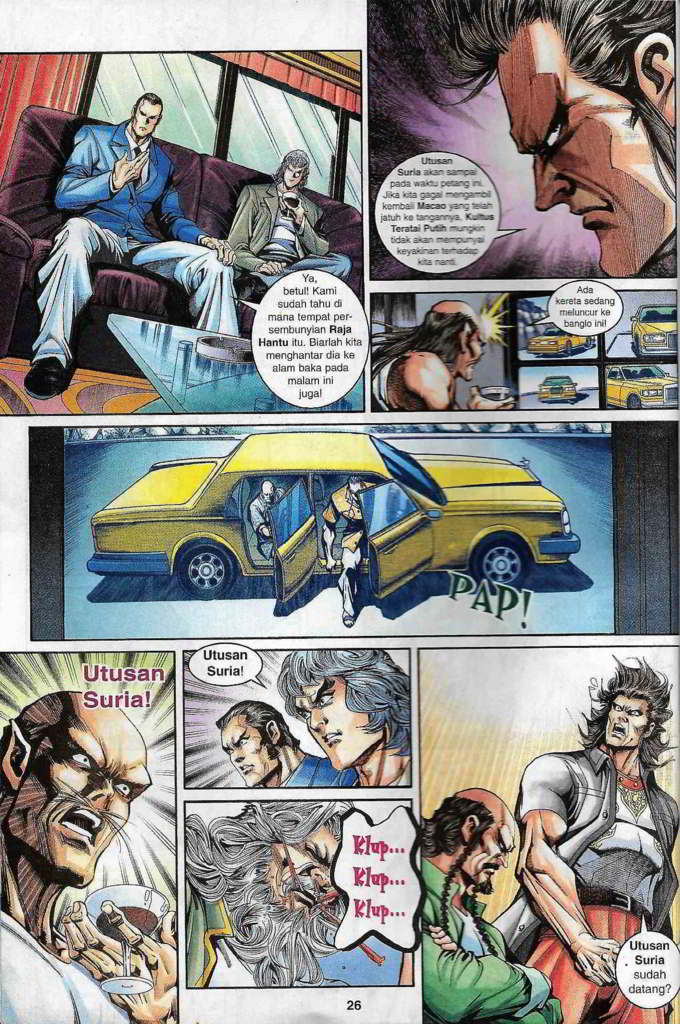 Ya,
betul! Kami
sudah tahu di
mana tempat per-
sembunyian Raja
Hantu itu. Biarlah kita
menghantar dia ke
alam baka pada
malam ini
juga!
Utusan
Suria akan sampai
pada waktu petang ini.
Jika kita gagal mengambil
kembali Macao yang telah
jatuh ke tangannya, Kultus
Teratai Putih mungkin
tidak akan mempunyai
keyakinan terhadap
kita nanti.
Ada
kereta sedang
meluncur ke
banglo ini!
PAP!
Utusan
Suria!
Utusan
Suria!
Klup...
Klup...
Klup...
Utusan
Suria
sudah
datang?
26